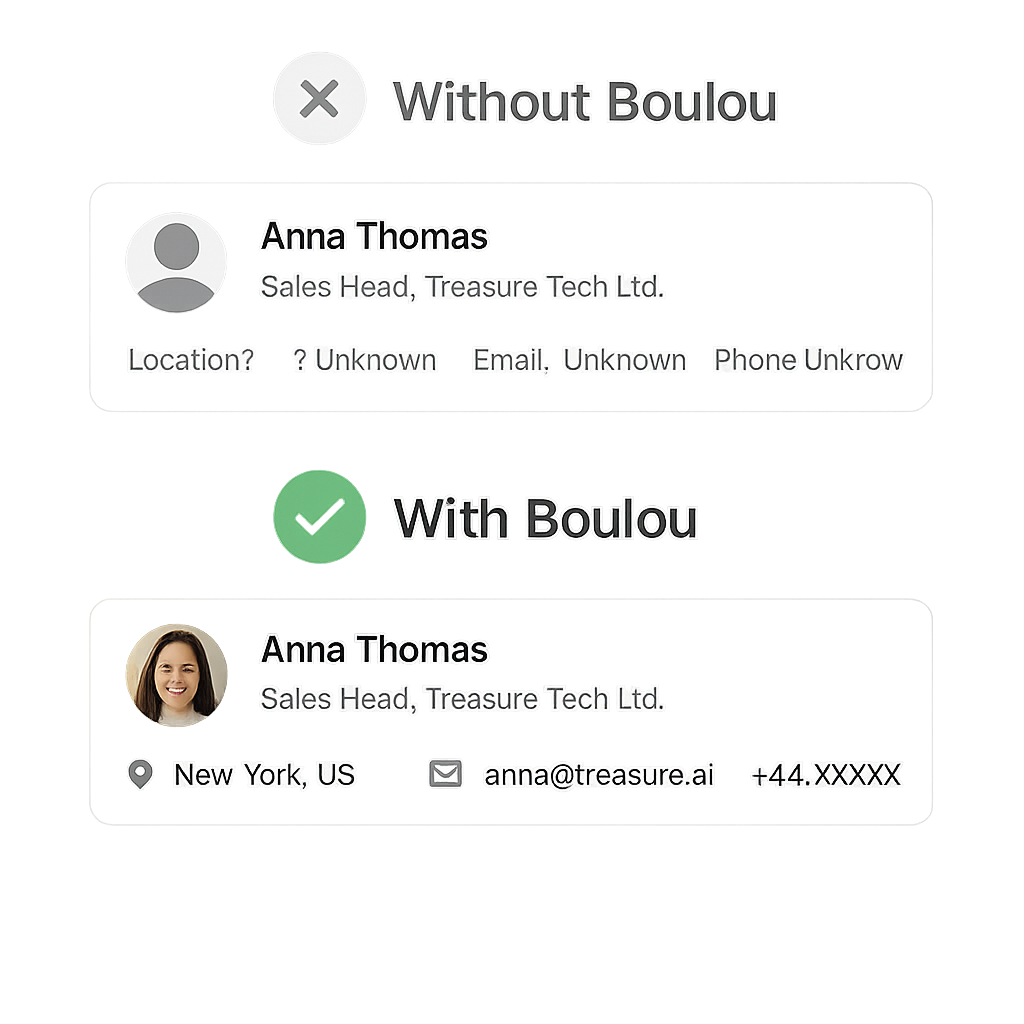 Without Boulou
Anna Thomas
Sales Head, Treasure Tech Ltd.
Location? ? Unknown Email. Unknown Phone Unkrow
With Boulou
Anna Thomas
Sales Head, Treasure Tech Ltd.
New York, US anna@treasure.ai +44.XXXXX